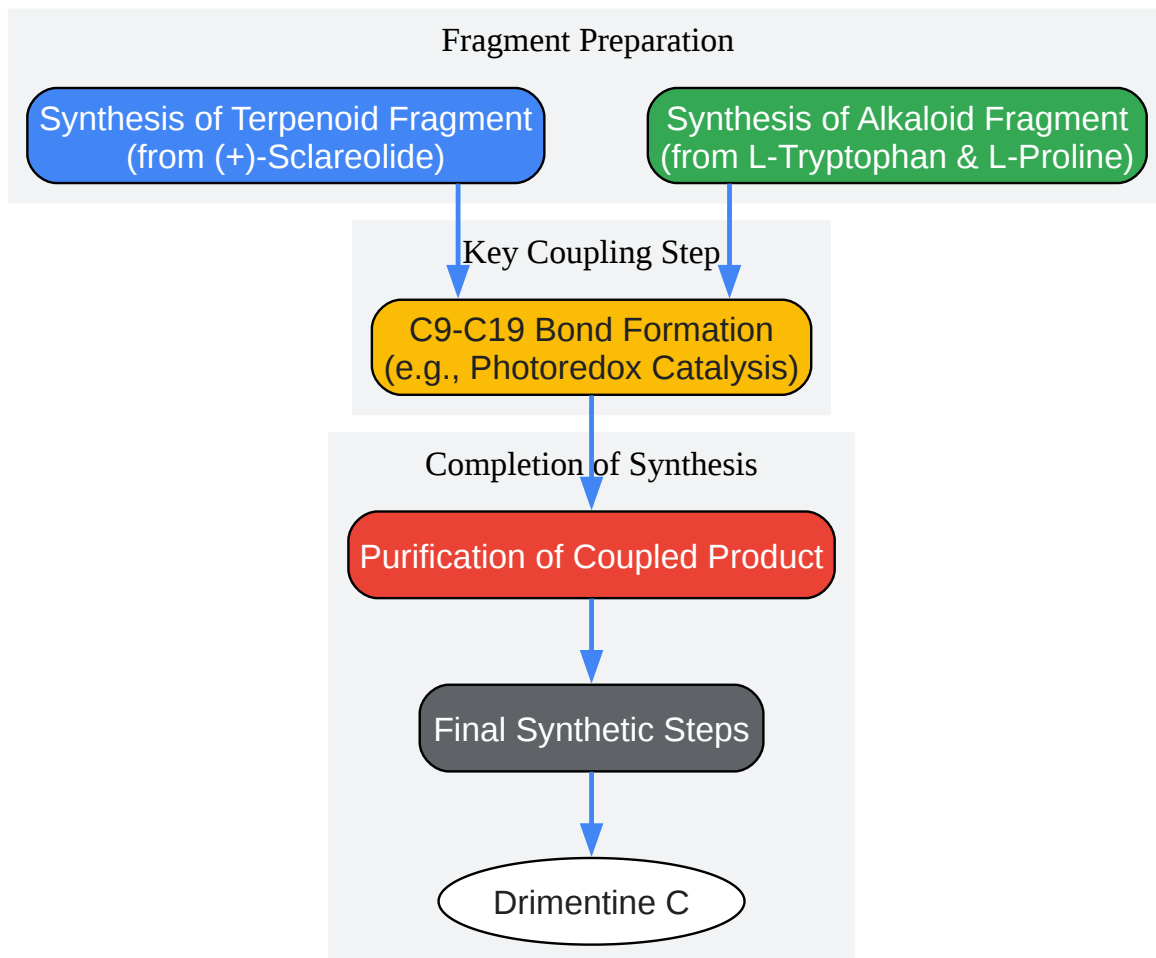 Fragment Preparation
Synthesis of Terpenoid Fragment
(from (+)-Sclareolide)
Synthesis of Alkaloid Fragment
(from L-Tryptophan & L-Proline)
Key Coupling Step
C9-C19 Bond Formation
(e.g., Photoredox Catalysis)
Completion of Synthesis
Purification of Coupled Product
Final Synthetic Steps
Drimentine C